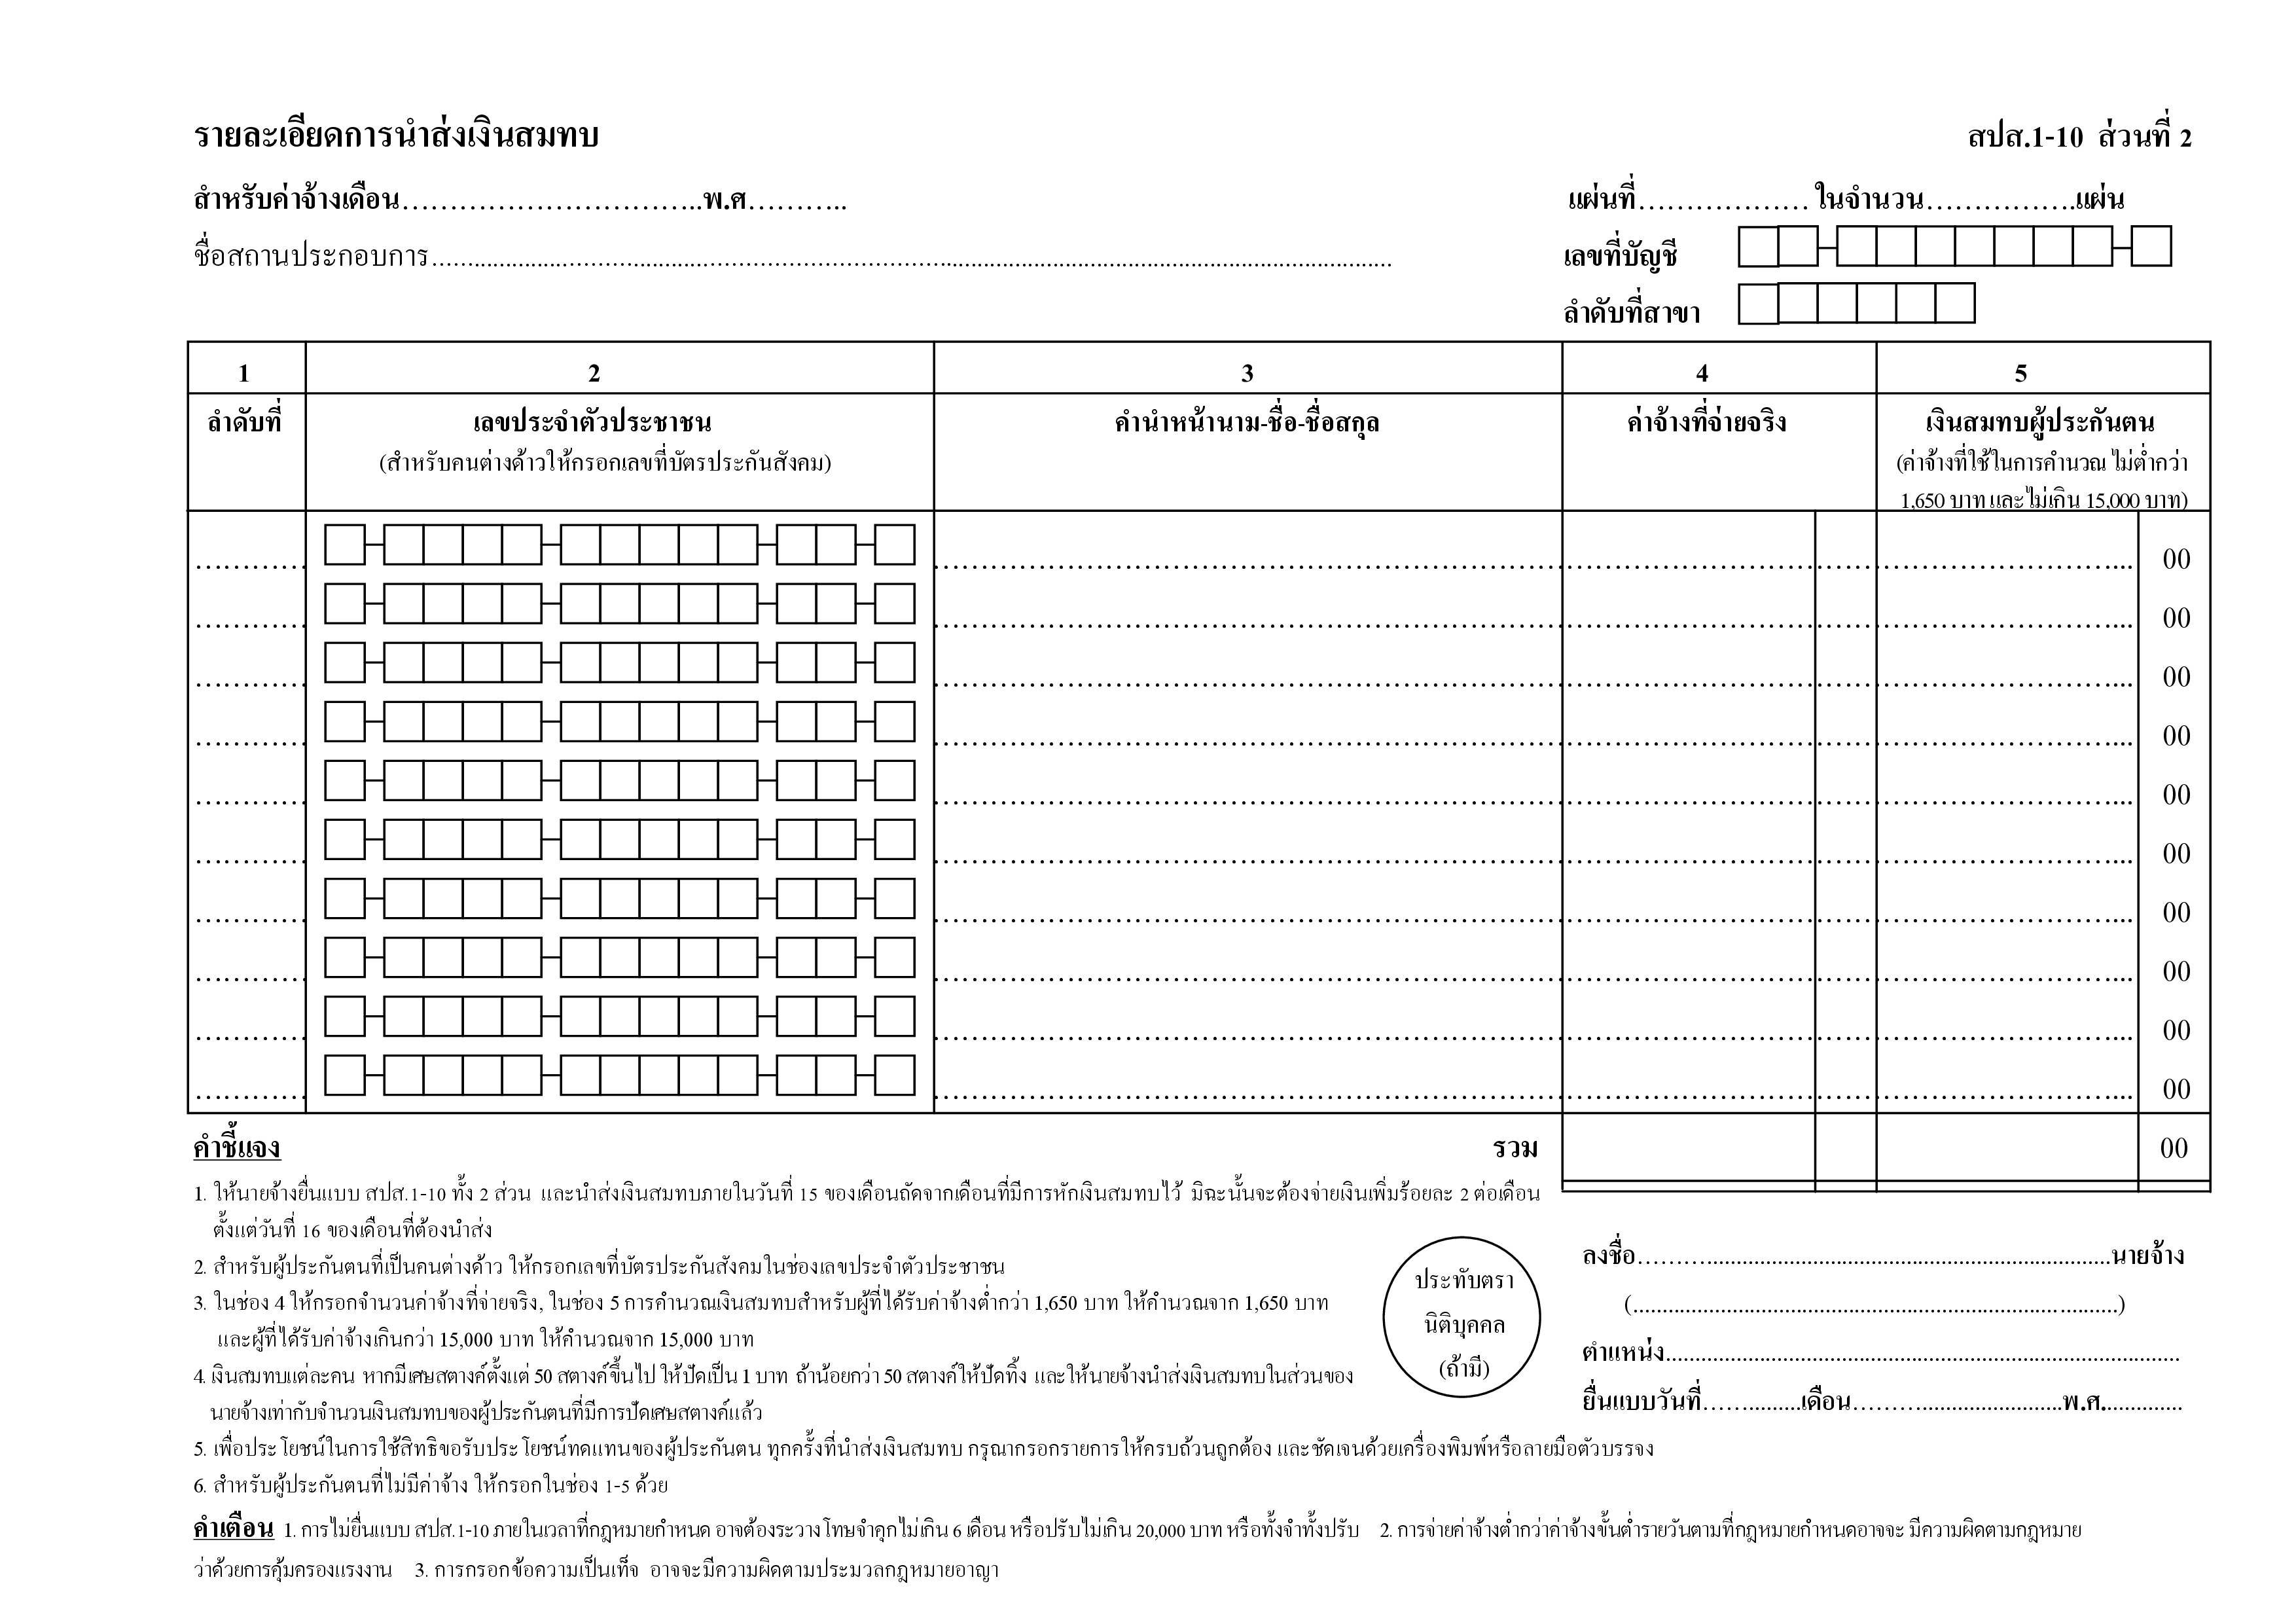 รายละเอียดการนำส่งเงินสมทบ สปส.1-10 ส่วนที่ 2
สำหรับค่าจ้างเดือน…………………………..พ.ศ……….. แผ่นที่………………ในจำนวน…………….แผ่น
ชื่อสถานประกอบการ................................................................................ เลขที่บัญชี
ลำดับที่สาขา
1 2 3 4 5
ลำดับที่ เลขประจำตัวประชาชน คำนำหน้านาม-ชื่อ-ชื่อสกุล ค่าจ้างที่จ่ายจริง เงินสมทบผู้ประกันตน
(สำหรับคนต่างด้าวให้กรอกเลขที่บัตรประกันสังคม) (ค่าจ้างที่ใช้ในการคำนวณ ไม่ต่ำกว่า
1,650 บาท และไม่เกิน 15,000 บาท)
00
00
00
00
00
00
00
00
00
00
คำชี้แจง รวม 00
1. ให้นายจ้างยื่นแบบ สปส.1-10 ทั้ง 2 ส่วน และนำส่งเงินสมทบภายในวันที่ 15 ของเดือนถัดจากเดือนที่มีการหักเงินสมทบไว้ มิฉะนั้นจะต้องจ่ายเงินเพิ่มร้อยละ 2 ต่อเดือน
ตั้งแต่วันที่ 16 ของเดือนที่ต้องนำส่ง
2. สำหรับผู้ประกันตนที่เป็นคนต่างด้าว ให้กรอกเลขที่บัตรประกันสังคมในช่องเลขประจำตัวประชาชน
3. ในช่อง 4 ให้กรอกจำนวนค่าจ้างที่จ่ายจริง, ในช่อง 5 การคำนวณเงินสมทบสำหรับผู้ที่ได้รับค่าจ้างต่ำกว่า 1,650 บาท ให้คำนวณจาก 1,650 บาท
และผู้ที่ได้รับค่าจ้างเกินกว่า 15,000 บาท ให้คำนวณจาก 15,000 บาท
4. เงินสมทบแต่ละคน หากมีเศษสตางค์ตั้งแต่ 50 สตางค์ขึ้นไป ให้ปัดเป็น 1 บาท ถ้าน้อยกว่า 50 สตางค์ให้ปัดทิ้ง และให้นายจ้างนำส่งเงินสมทบในส่วนของ
นายจ้างเท่ากับจำนวนเงินสมทบของผู้ประกันตนที่มีการปัดเศษสตางค์แล้ว
5. เพื่อประโยชน์ในการใช้สิทธิขอรับประโยชน์ทดแทนของผู้ประกันตน ทุกครั้งที่นำส่งเงินสมทบ กรุณากรอกรายการให้ครบถ้วนถูกต้อง และชัดเจนด้วยเครื่องพิมพ์หรือลายมือตัวบรรจง
6. สำหรับผู้ประกันตนที่ไม่มีค่าจ้าง ให้กรอกในช่อง 1-5 ด้วย
ประทับตรา
นิติบุคคล
(ถ้ามี)
ลงชื่อ................................................................นายจ้าง
(................................................................)
ตำแหน่ง................................................................
ยื่นแบบวันที่...............เดือน..............................พ.ศ.............
คำเตือน 1. การไม่ยื่นแบบ สปส.1-10 ภายในเวลาที่กฎหมายกำหนด อาจต้องระวางโทษจำคุกไม่เกิน 6 เดือน หรือปรับไม่เกิน 20,000 บาท หรือทั้งจำทั้งปรับ 2. การจ่ายค่าจ้างต่ำกว่าค่าจ้างขั้นต่ำรายวันตามที่กฎหมายกำหนดอาจจะ มีความผิดตามกฎหมาย
ว่าด้วยการคุ้มครองแรงงาน 3. การกรอกข้อความเป็นเท็จ อาจจะมีความผิดตามประมวลกฎหมายอาญา